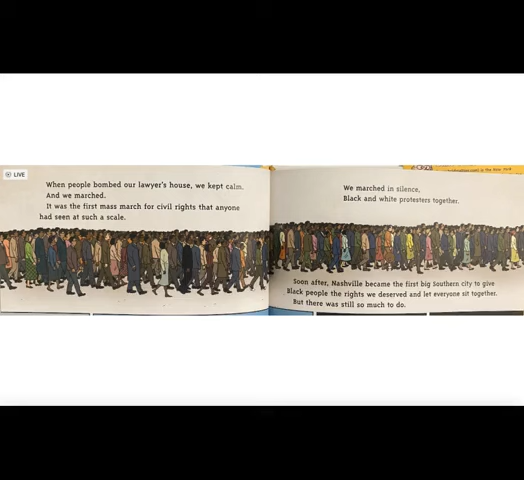 LIVE
When people bombed our lawyer's house, we kept calm.
And we marched.
It was the first mass march for civil rights that anyone
had seen at such a scale.
We marched in silence,
Black and white protesters together.
Soon after, Nashville became the first big Southern city to give
Black people the rights we deserved and let everyone sit together.
But there was still so much to do.